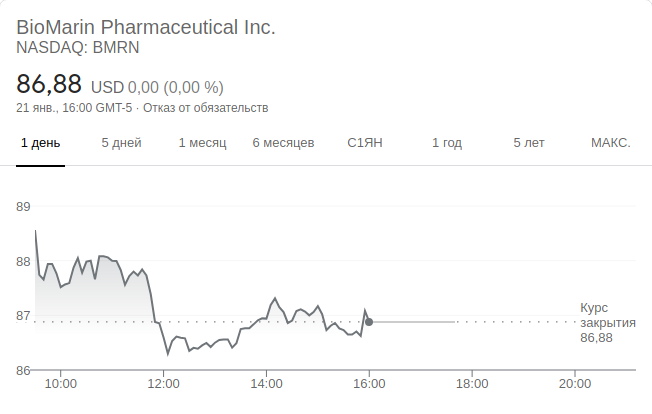 BioMarin Pharmaceutical Inc.
NASDAQ: BMRN
86,88 USD 0,00 (0,00 %)
21 янв., 16:00 GMT-5 · Отказ от обязательств
1 день 5 дней 1 месяц 6 месяцев С1ЯН 1 год 5 лет МАКС.
89
88
87
86
Курс
закрытия
86,88
10:00 12:00 14:00 16:00 18:00 20:00